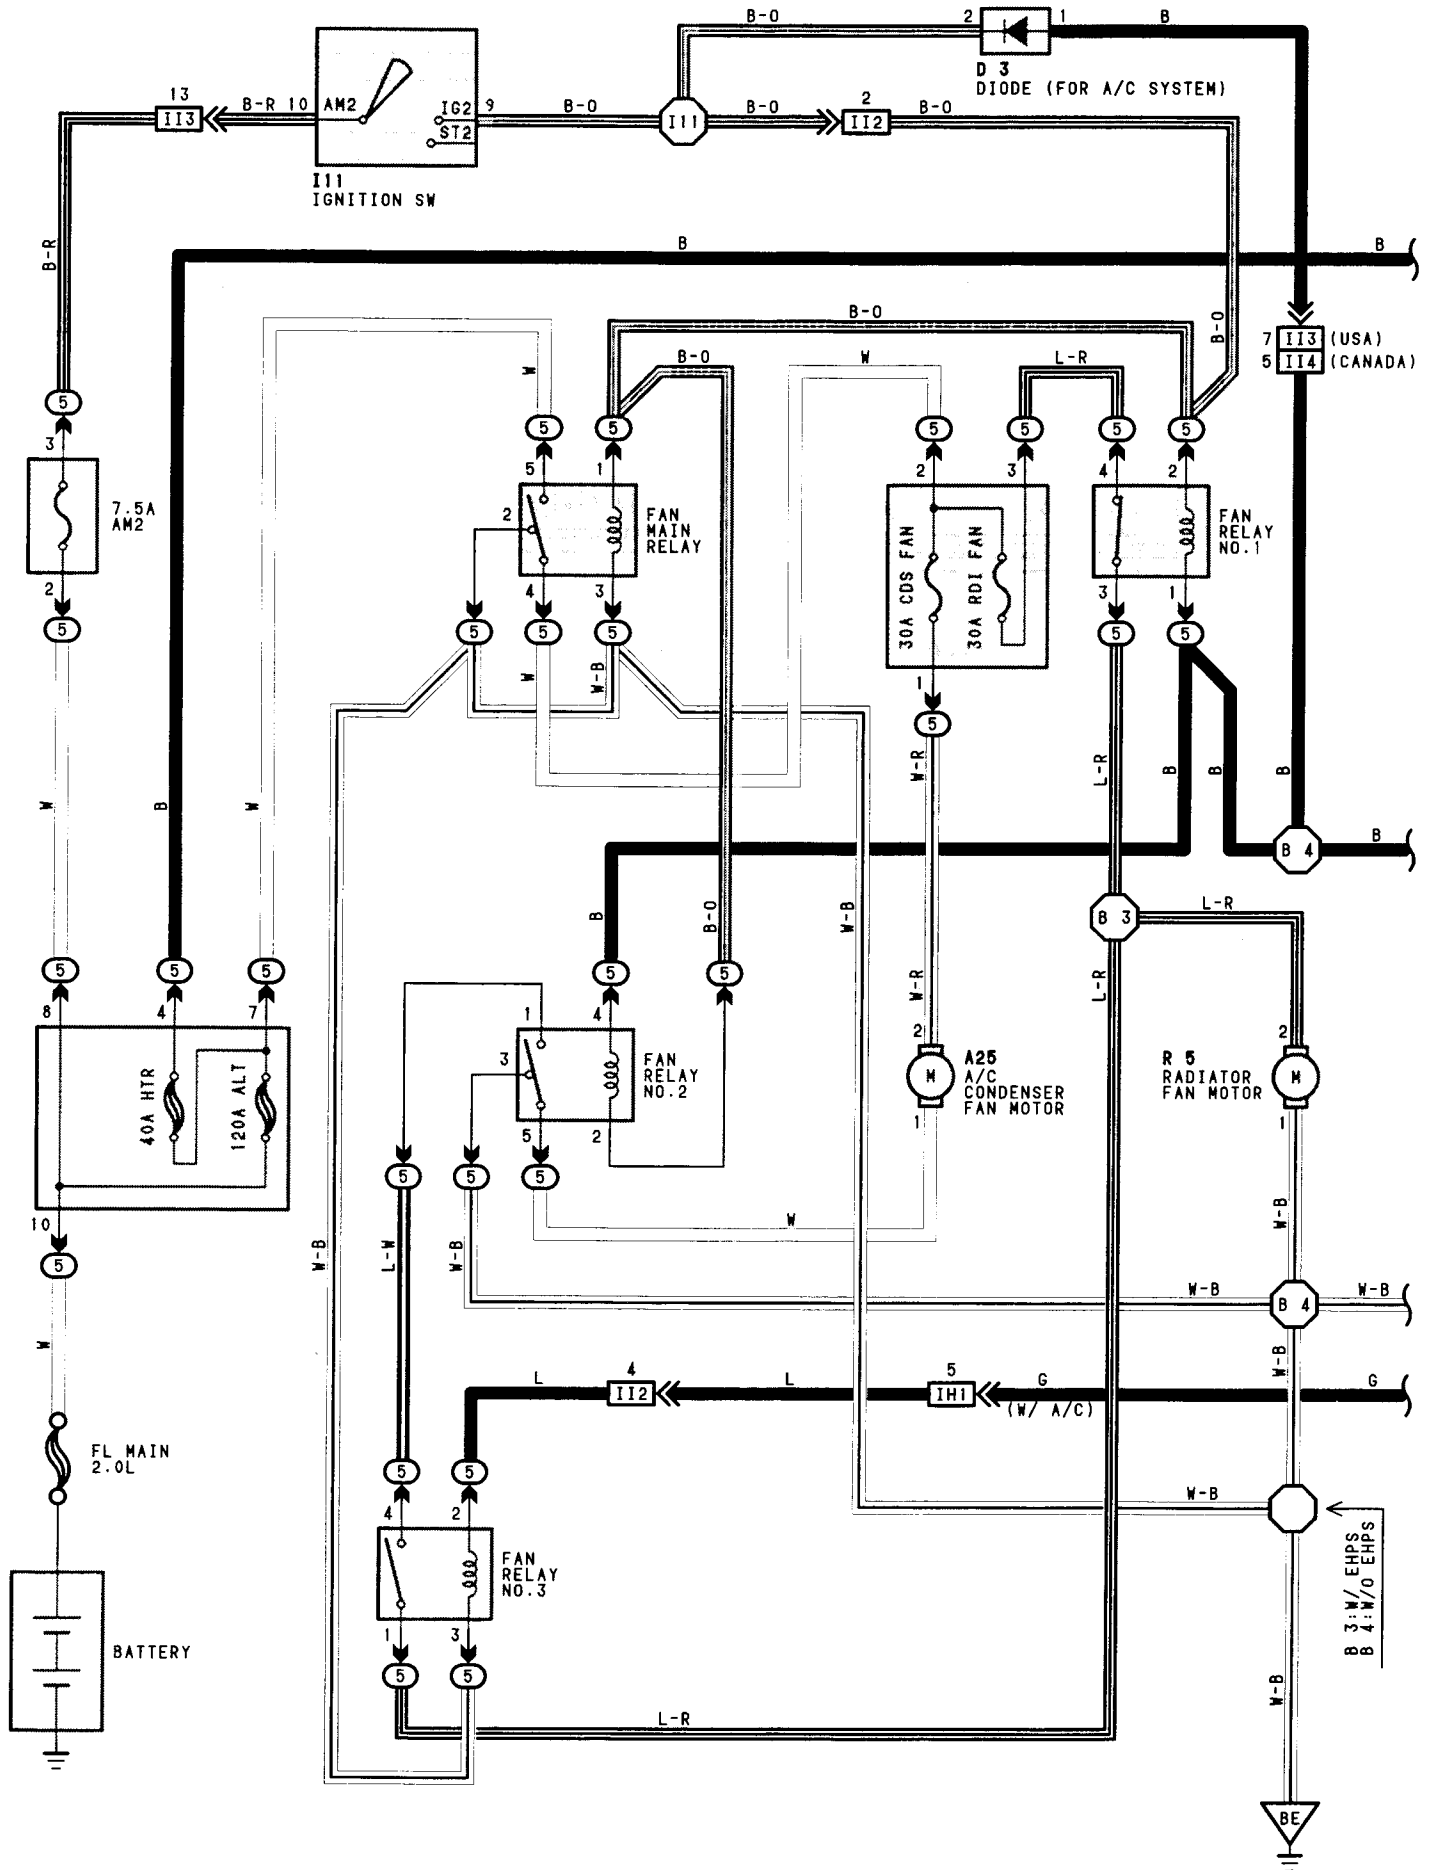 B-O
2
1
B
D 3
DIODE (FOR A/C SYSTEM)
13
II3
B-R
10
AM2
IG2
9
ST2
B-O
I11
B-O
2
II2
B-O
I11
IGNITION SW
B-R
B
B
B-O
B-O
7
II3
(USA)
5
II4
(CANADA)
W
B-O
W
L-R
5
5
5
5
5
5
5
3
5
1
2
3
4
2
7.5A
AM2
2
FAN
MAIN
RELAY
30A CDS FAN
30A RDI FAN
FAN
RELAY
NO.1
2
4
3
1
3
1
5
5
5
5
5
5
W
W-B
5
W-R
L-R
B
B
B
W
B
W
B 4
B
B
B-O
W-B
B 3
L-R
5
5
5
5
5
W-R
L-R
8
4
7
1
4
3
FAN
RELAY
NO.2
2
M
A25
A/C
CONDENSER
FAN MOTOR
R 5
RADIATOR
FAN MOTOR
2
M
40A HTR
120A ALT
5
2
1
1
5
5
5
10
5
W
W-B
W-B
L-W
W-B
W-B
B 4
W-B
W
W-B
L
4
II2
L
5
IH1
G
(W/ A/C)
G
FL MAIN
2.0L
5
5
W-B
4
2
FAN
RELAY
NO.3
B 3:W/ EHPS
B 4:W/O EHPS
1
3
BATTERY
5
5
W-B
L-R
BE